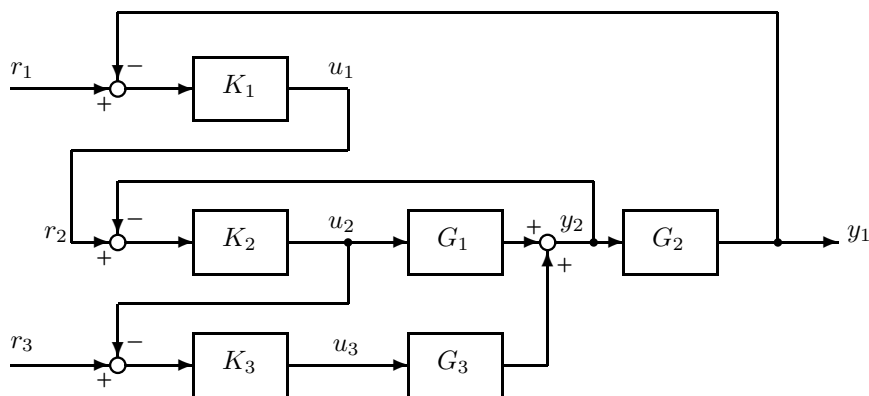 r₁ − K₁ u₁
+
r₂ − K₂ u₂ G₁ + y₂ G₂ y₁
+ +
r₃ − K₃ u₃ G₃
+